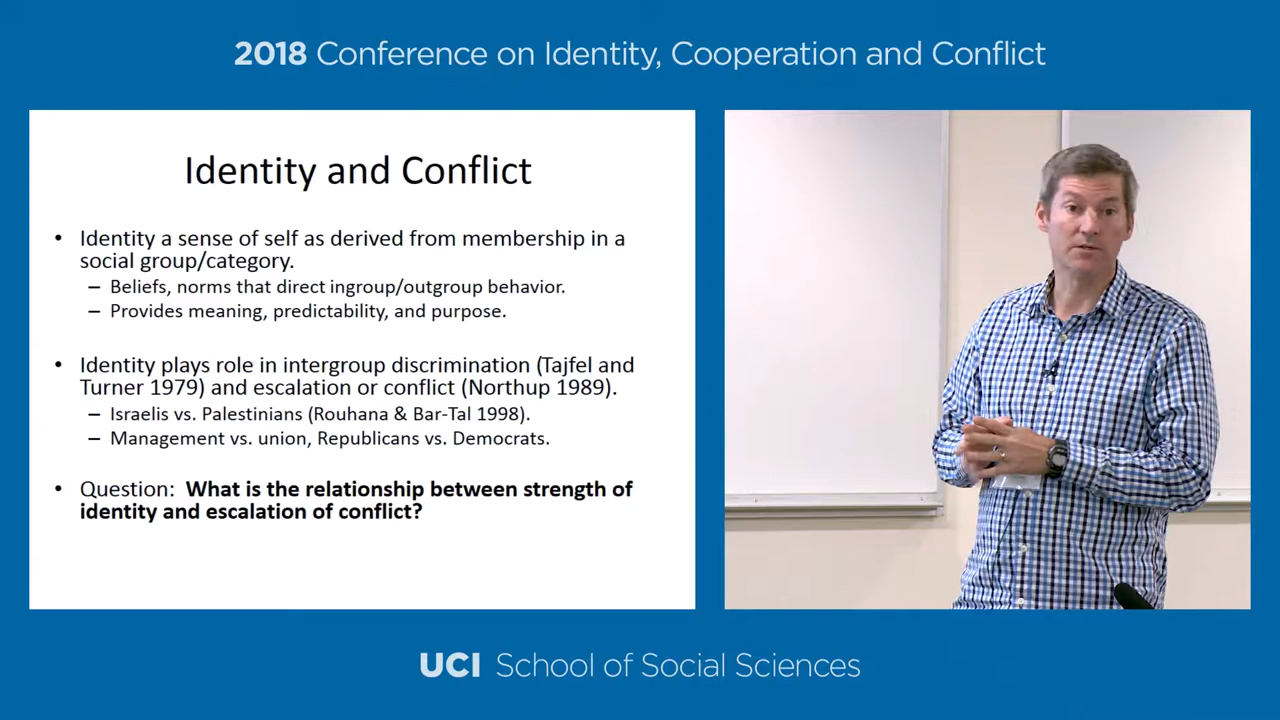 2018 Conference on Identity, Cooperation and Conflict
Identity and Conflict
• Identity a sense of self as derived from membership in a
social group/category.
– Beliefs, norms that direct ingroup/outgroup behavior.
– Provides meaning, predictability, and purpose.
• Identity plays role in intergroup discrimination (Tajfel and
Turner 1979) and escalation or conflict (Northup 1989).
– Israelis vs. Palestinians (Rouhana & Bar-Tal 1998).
– Management vs. union, Republicans vs. Democrats.
• Question: What is the relationship between strength of
identity and escalation of conflict?
UCI School of Social Sciences